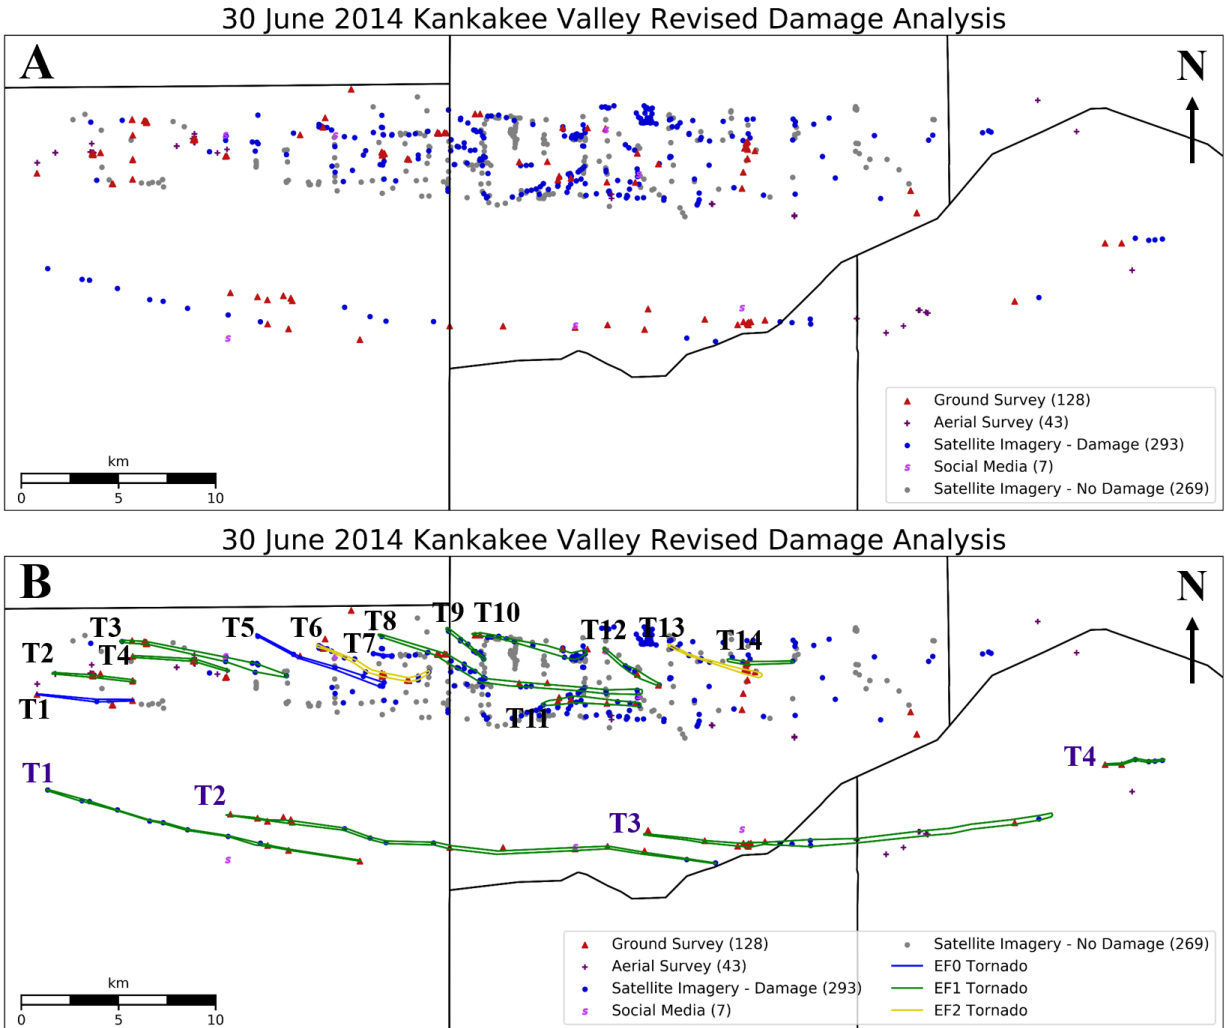 30 June 2014 Kankakee Valley Revised Damage Analysis
A
N
Ground Survey (128)
Aerial Survey (43)
Satellite Imagery - Damage (293)
s Social Media (7)
Satellite Imagery - No Damage (269)
km
0 5 10
30 June 2014 Kankakee Valley Revised Damage Analysis
B
N
T9 T10
T3 T5 T6 T8 T12 T13
T7 T14
T4
T2
T1
T11
T4
T1
T2
T3
Ground Survey (128)
Aerial Survey (43)
Satellite Imagery - Damage (293)
s Social Media (7)
Satellite Imagery - No Damage (269)
EF0 Tornado
EF1 Tornado
EF2 Tornado
km
0 5 10